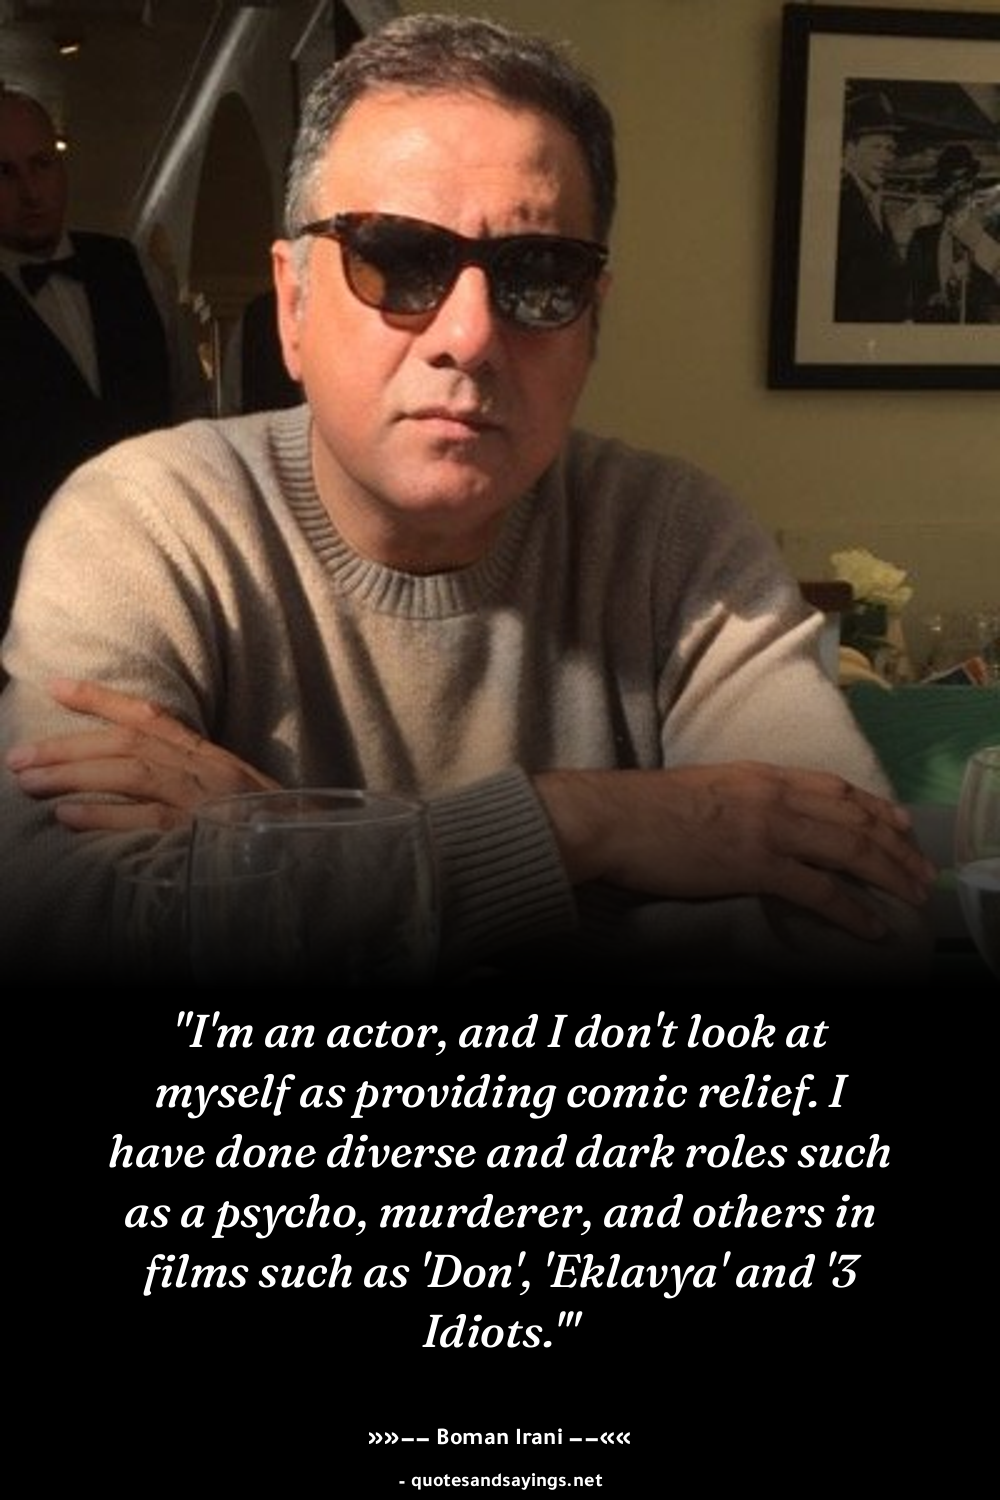 "I'm an actor, and I don't look at
myself as providing comic relief. I
have done diverse and dark roles such
as a psycho, murderer, and others in
films such as 'Don', 'Eklavya' and '3
Idiots.'"
»»−− Boman Irani −−««
- quotesandsayings.net